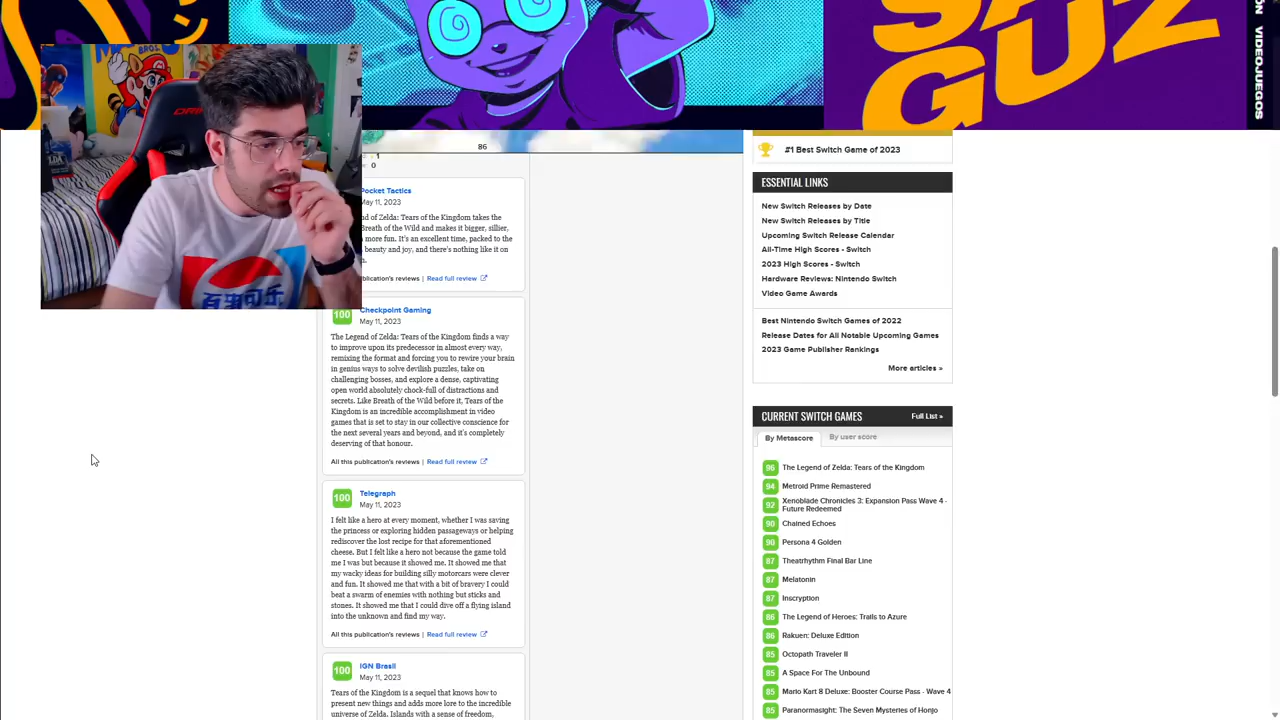 BROS.
VIDEOJUEGOS
ON
GUZ
LDA
百事可乐
86
1
0
Pocket Tactics
May 11, 2023
nd of Zelda: Tears of the Kingdom takes the
Breath of the Wild and makes it bigger, sillier,
more fun. It's an excellent time, packed to the
beauty and joy, and there's nothing like it on
s.
ublication's reviews | Read full review
100
Checkpoint Gaming
May 11, 2023
The Legend of Zelda: Tears of the Kingdom finds a way
to improve upon its predecessor in almost every way,
remixing the format and forcing you to rewire your brain
in genius ways to solve devilish puzzles, take on
challenging bosses, and explore a dense, captivating
open world absolutely chock-full of distractions and
secrets. Like Breath of the Wild before it, Tears of the
Kingdom is an incredible accomplishment in video
games that is set to stay in our collective conscience for
the next several years and beyond, and it's completely
deserving of that honour.
All this publication's reviews | Read full review
100
Telegraph
May 11, 2023
I felt like a hero at every moment, whether I was saving
the princess or exploring hidden passageways or helping
rediscover the lost recipe for that aforementioned
cheese. But I felt like a hero not because the game told
me I was but because it showed me. It showed me that
my wacky ideas for building silly motorcars were clever
and fun. It showed me that with a bit of bravery I could
beat a swarm of enemies with nothing but sticks and
stones. It showed me that I could dive off a flying island
into the unknown and find my way.
All this publication's reviews | Read full review
100
IGN Brasil
May 11, 2023
Tears of the Kingdom is a sequel that knows how to
present new things and adds more lore to the incredible
universe of Zelda. Islands with a sense of freedom,
#1 Best Switch Game of 2023
ESSENTIAL LINKS
New Switch Releases by Date
New Switch Releases by Title
Upcoming Switch Release Calendar
All-Time High Scores - Switch
2023 High Scores - Switch
Hardware Reviews: Nintendo Switch
Video Game Awards
Best Nintendo Switch Games of 2022
Release Dates for All Notable Upcoming Games
2023 Game Publisher Rankings
More articles »
CURRENT SWITCH GAMES Full List »
By Metascore By user score
96 The Legend of Zelda: Tears of the Kingdom
94 Metroid Prime Remastered
92 Xenoblade Chronicles 3: Expansion Pass Wave 4 -
Future Redeemed
90 Chained Echoes
90 Persona 4 Golden
87 Theatrhythm Final Bar Line
87 Melatonin
87 Inscryption
86 The Legend of Heroes: Trails to Azure
86 Rakuen: Deluxe Edition
85 Octopath Traveler II
85 A Space For The Unbound
85 Mario Kart 8 Deluxe: Booster Course Pass - Wave 4
85 Paranormasight: The Seven Mysteries of Honjo